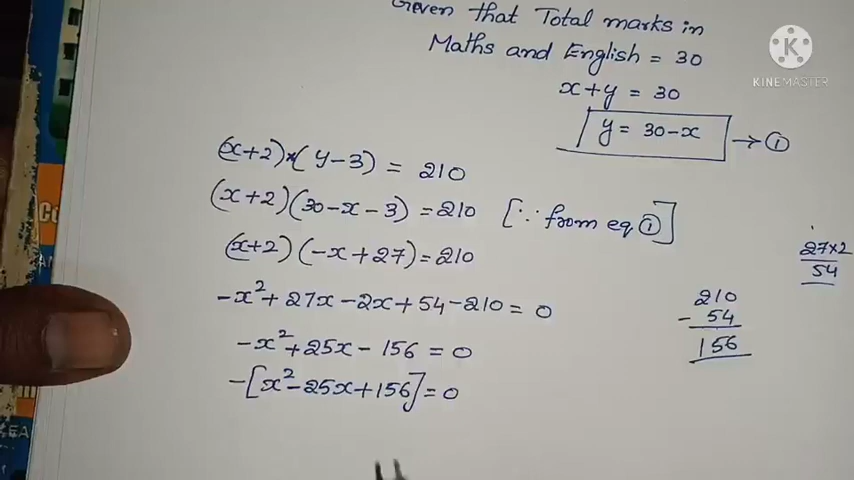 Given that Total marks in
Maths and English = 30
x+y = 30
y = 30-x → ①
(x+2)×(y-3) = 210
(x+2)(30-x-3) = 210 [∵ from eq ①]
(x+2)(-x+27) = 210
-x²+27x-2x+54-210 = 0
-x²+25x-156 = 0
-[x²-25x+156] = 0
27×2
54
210
- 54
156
K
KINEMASTER